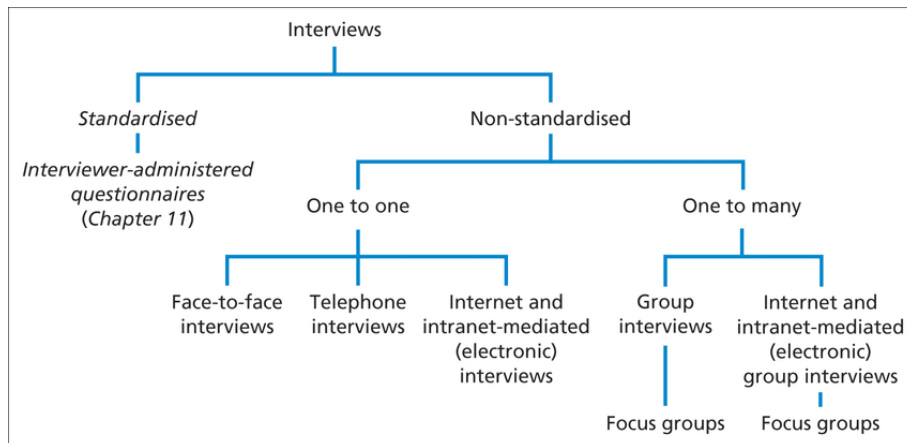 Interviews
Standardised
Non-standardised
Interviewer-administered
questionnaires
(Chapter 11)
One to one
One to many
Face-to-face
interviews
Telephone
interviews
Internet and
intranet-mediated
(electronic)
interviews
Group
interviews
Internet and
intranet-mediated
(electronic)
group interviews
Focus groups
Focus groups